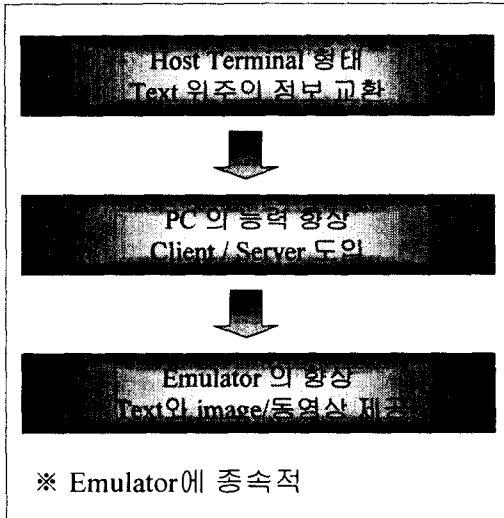 Host Terminal 형태
Text 위주의 정보 교환
PC 의 능력 향상
Client / Server 도입
Emulator 의 향상
Text와 image/동영상 제공
※ Emulator에 종속적